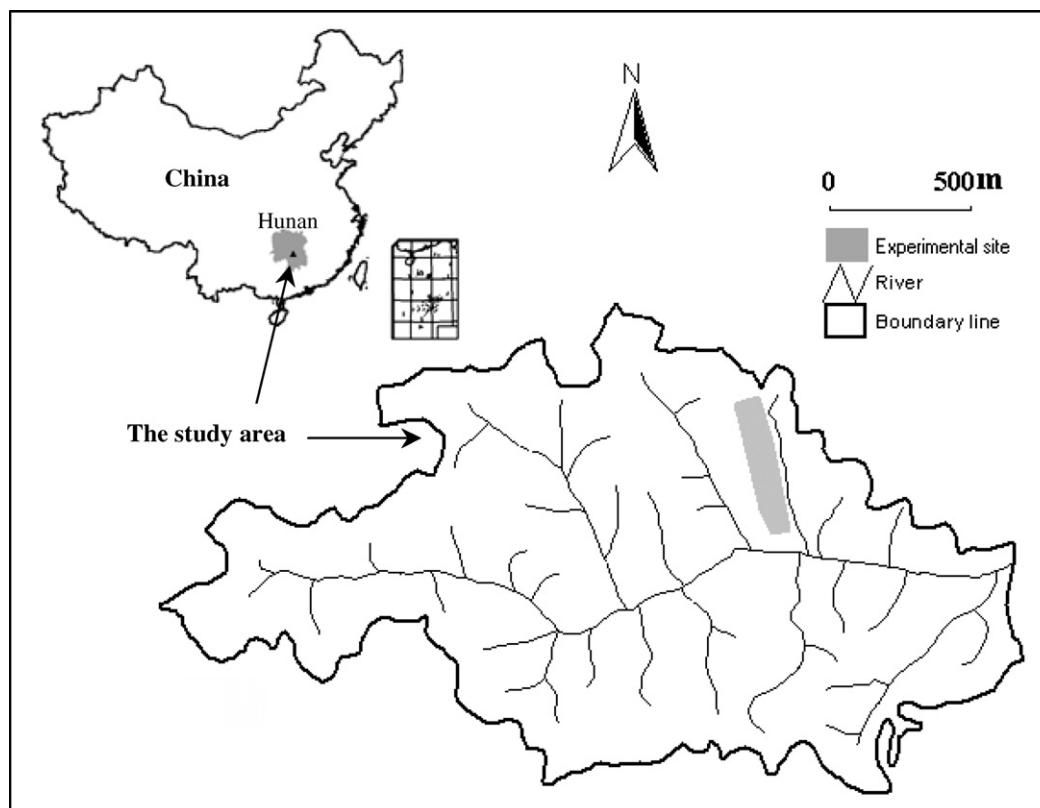 N
China
0 500m
Hunan
Experimental site
River
Boundary line
The study area